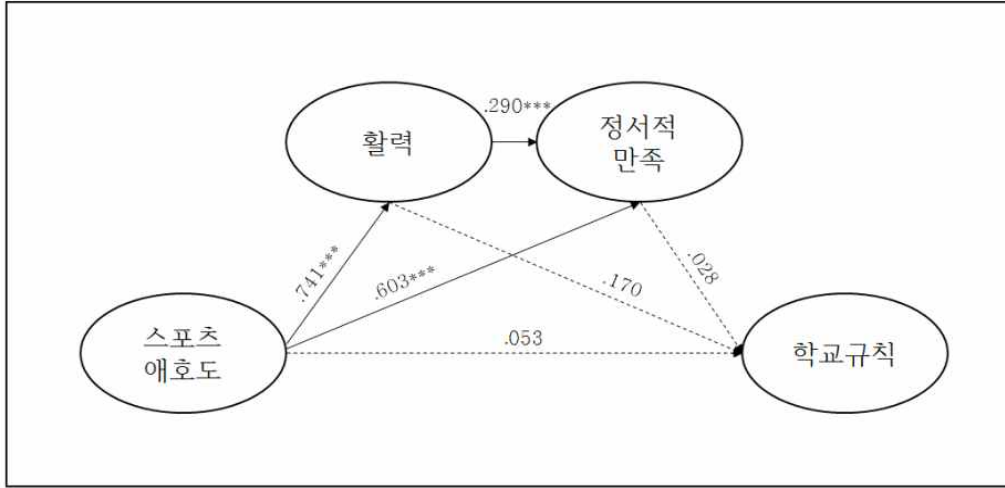 .290***
활력
정서적
만족
.741***
.603***
.170
.028
스포츠
애호도
.053
학교규칙